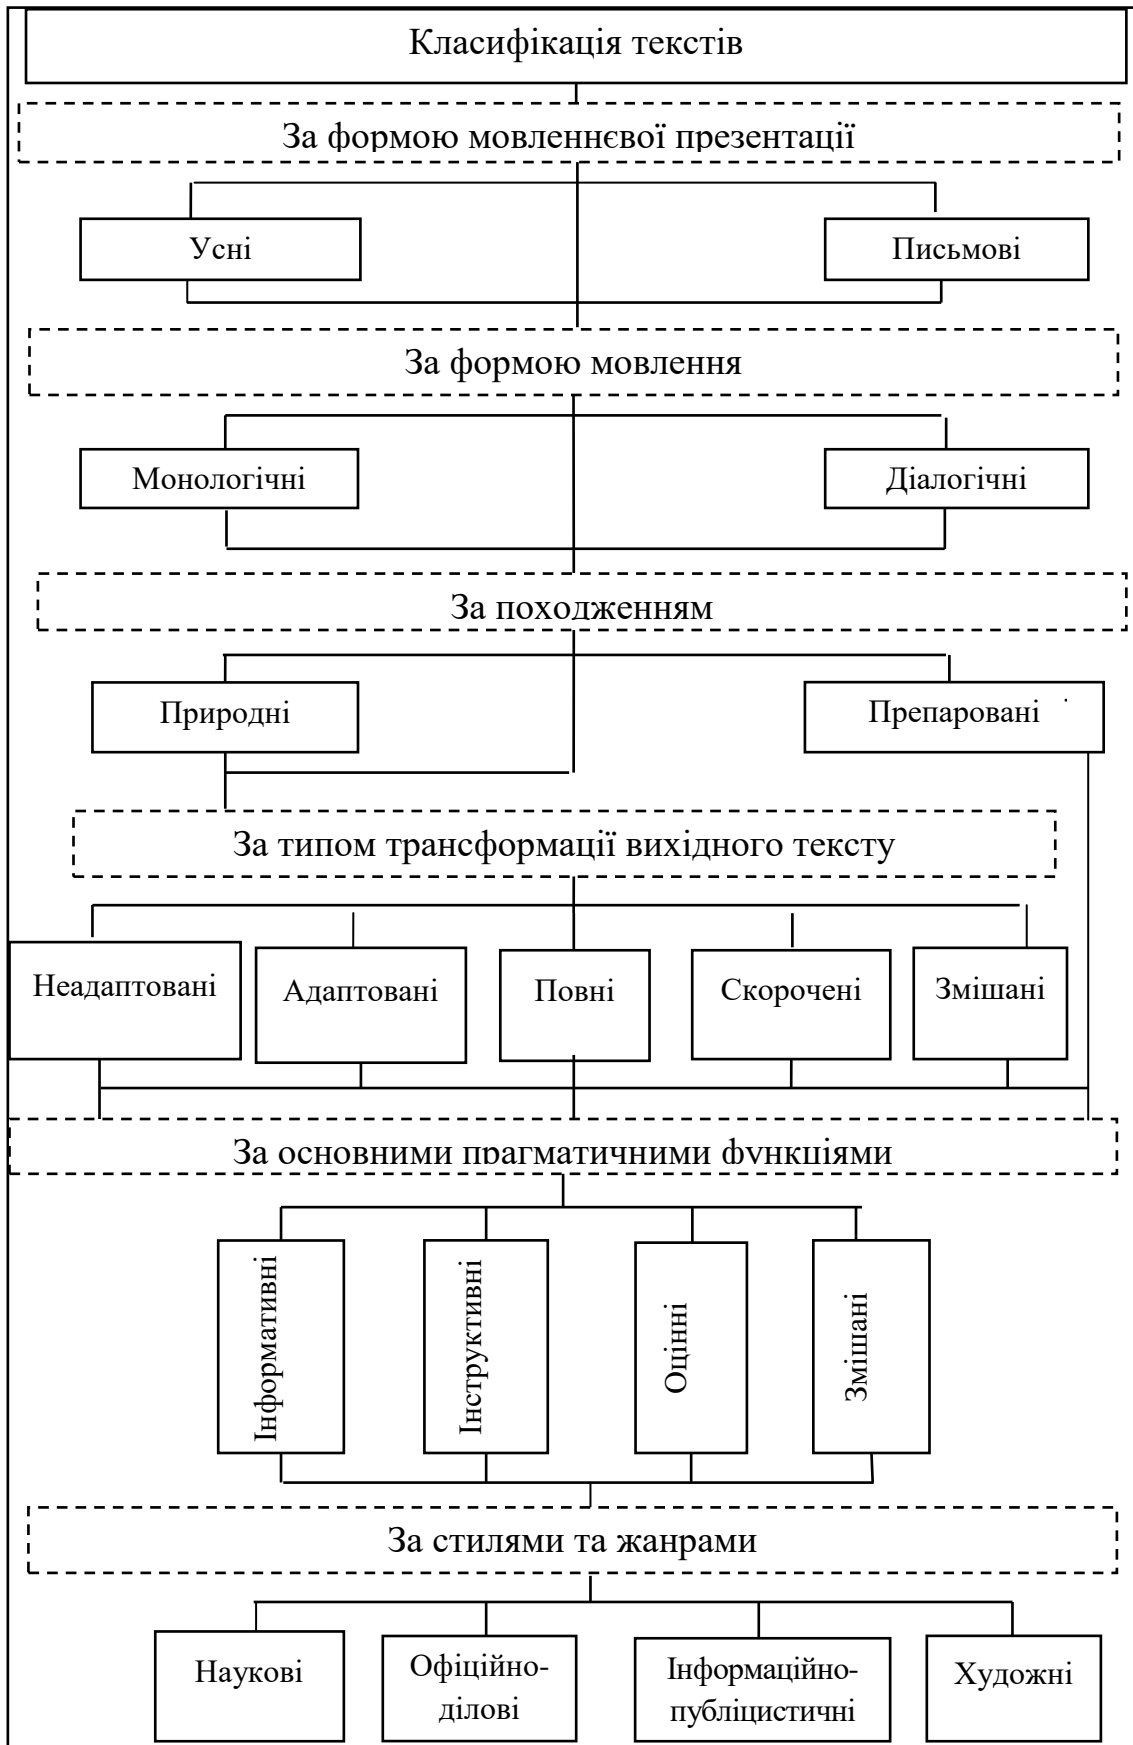 Класифікація текстів
За формою мовленнєвої презентації
Усні
Письмові
За формою мовлення
Монологічні
Діалогічні
За походженням
Природні
Препаровані
За типом трансформації вихідного тексту
Неадаптовані
Адаптовані
Повні
Скорочені
Змішані
За основними прагматичними функціями
Інформативні
Інструктивні
Оцінні
Змішані
За стилями та жанрами
Наукові
Офіційно-
ділові
Інформаційно-
публіцистичні
Художні